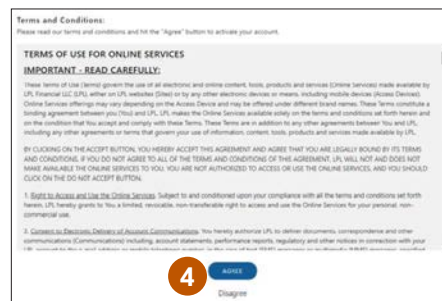 Terms and Conditions:
Please read our terms and conditions and hit the "Agree" button to activate your account.
TERMS OF USE FOR ONLINE SERVICES
IMPORTANT - READ CAREFULLY:
These Terms of Use (Terms) govern the use of all electronic and online content, tools, products and services (Online Services) made available by
LPL Financial LLC (LPL), either on LPL websites (Sites) or by any other electronic devices or means, including mobile devices (Access Devices).
Online Services offerings may vary depending on the Access Device and may be offered under different brand names. These Terms constitute a
binding agreement between you (You) and LPL. LPL makes the Online Services available solely on the terms and conditions set forth herein and
on the condition that You accept and comply with these Terms. These Terms are in addition to any other agreements between You and LPL,
including any other agreements or terms that govern your use of information, content, tools, products and services made available by LPL.
BY CLICKING ON THE ACCEPT BUTTON, YOU HEREBY ACCEPT THIS AGREEMENT AND AGREE THAT YOU ARE LEGALLY BOUND BY ITS TERMS
AND CONDITIONS. IF YOU DO NOT AGREE TO ALL OF THE TERMS AND CONDITIONS OF THIS AGREEMENT, LPL WILL NOT AND DOES NOT
MAKE AVAILABLE THE ONLINE SERVICES TO YOU, YOU ARE NOT AUTHORIZED TO ACCESS OR USE THE ONLINE SERVICES, AND YOU SHOULD
CLICK ON THE DO NOT ACCEPT BUTTON.
1. Right to Access and Use the Online Services. Subject to and conditioned upon your compliance with all the terms and conditions set forth
herein, LPL hereby grants to You a limited, revocable, non-transferable right to access and use the Online Services for your personal, non-
commercial use.
2. Consent to Electronic Delivery of Account Communications. You hereby authorize LPL to deliver documents, correspondence and other
communications (Communications) including, account statements, performance reports, regulatory and other notices in connection with your
4
AGREE
Disagree